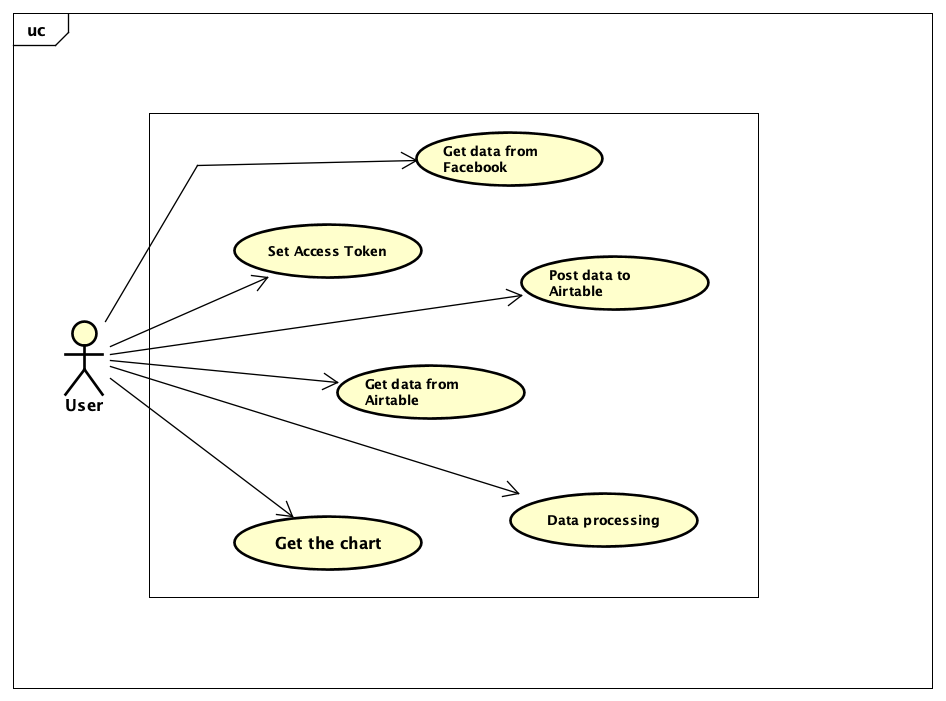 uc
Get data from
Facebook
Set Access Token
Post data to
Airtable
Get data from
Airtable
User
Data processing
Get the chart